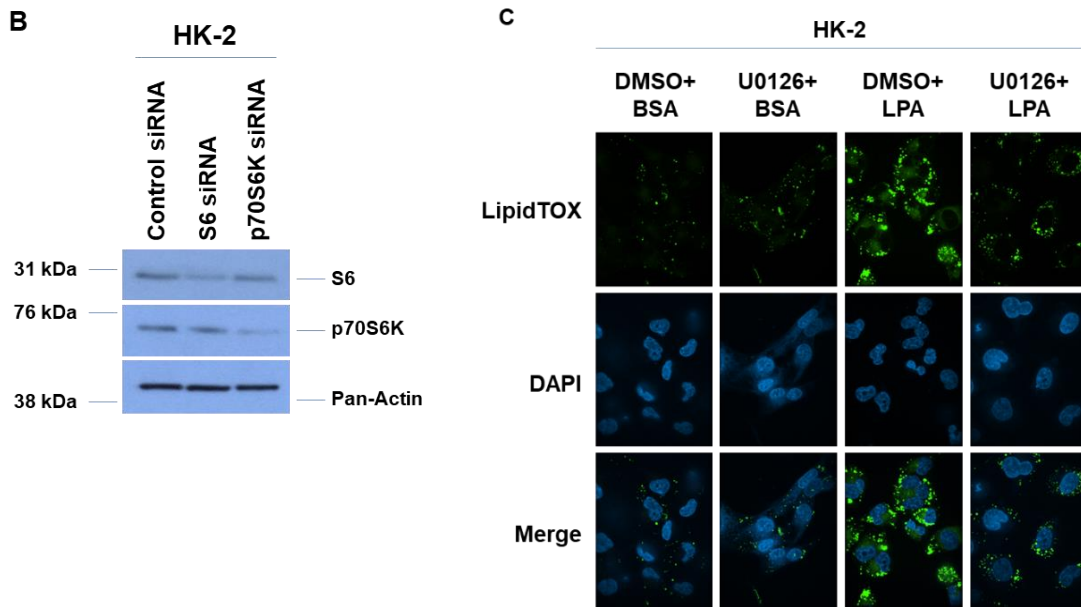 B
HK-2
Control siRNA
S6 siRNA
p70S6K siRNA
31 kDa
S6
76 kDa
p70S6K
38 kDa
Pan-Actin
C
HK-2
DMSO+
BSA
U0126+
BSA
DMSO+
LPA
U0126+
LPA
LipidTOX
DAPI
Merge